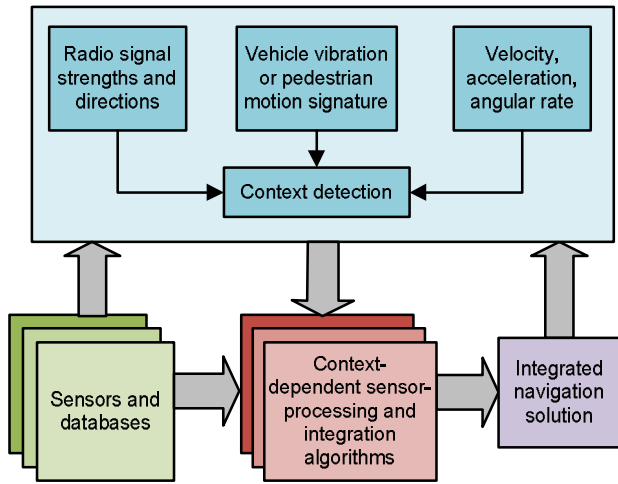 Radio signal
strengths and
directions
Vehicle vibration
or pedestrian
motion signature
Velocity,
acceleration,
angular rate
Context detection
Sensors and
databases
Context-
dependent sensor-
processing and
integration
algorithms
Integrated
navigation
solution